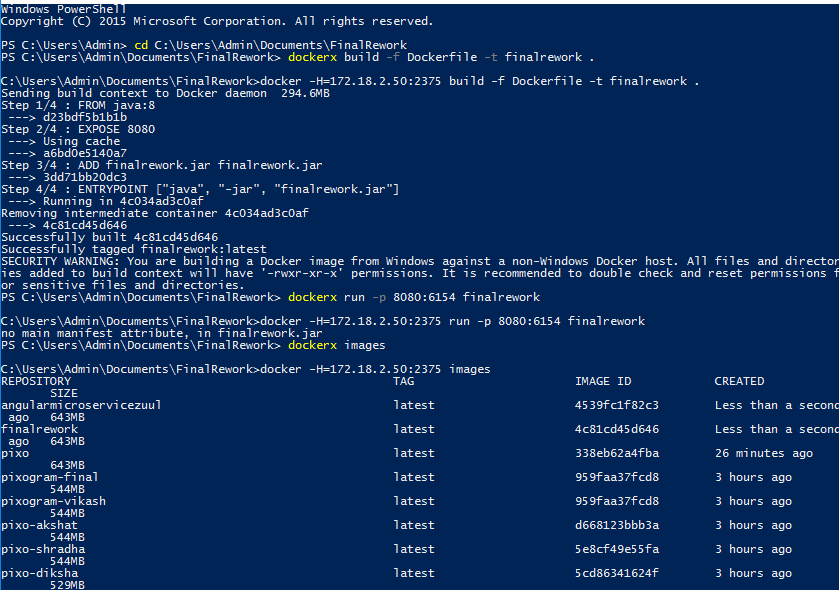 Windows PowerShell
Copyright (C) 2015 Microsoft Corporation. All rights reserved.
PS C:\Users\Admin> cd C:\Users\Admin\Documents\FinalRework
PS C:\Users\Admin\Documents\FinalRework> dockerx build -f Dockerfile -t finalrework .
C:\Users\Admin\Documents\FinalRework>docker -H=172.18.2.50:2375 build -f Dockerfile -t finalrework .
Sending build context to Docker daemon  294.6MB
Step 1/4 : FROM java:8
 ---> d23bdf5b1b1b
Step 2/4 : EXPOSE 8080
 ---> Using cache
 ---> a6bd0e5140a7
Step 3/4 : ADD finalrework.jar finalrework.jar
 ---> 3dd71bb20dc3
Step 4/4 : ENTRYPOINT ["java", "-jar", "finalrework.jar"]
 ---> Running in 4c034ad3c0af
Removing intermediate container 4c034ad3c0af
 ---> 4c81cd45d646
Successfully built 4c81cd45d646
Successfully tagged finalrework:latest
SECURITY WARNING: You are building a Docker image from Windows against a non-Windows Docker host. All files and director
ies added to build context will have '-rwxr-xr-x' permissions. It is recommended to double check and reset permissions f
or sensitive files and directories.
PS C:\Users\Admin\Documents\FinalRework> dockerx run -p 8080:6154 finalrework
C:\Users\Admin\Documents\FinalRework>docker -H=172.18.2.50:2375 run -p 8080:6154 finalrework
no main manifest attribute, in finalrework.jar
PS C:\Users\Admin\Documents\FinalRework> dockerx images
C:\Users\Admin\Documents\FinalRework>docker -H=172.18.2.50:2375 images
REPOSITORY TAG IMAGE ID CREATED
SIZE
angularmicroservicezuul latest 4539fc1f82c3 Less than a second
ago 643MB
finalrework latest 4c81cd45d646 Less than a second
ago 643MB
pixo latest 338eb62a4fba 26 minutes ago
643MB
pixogram-final latest 959faa37fcd8 3 hours ago
544MB
pixogram-vikash latest 959faa37fcd8 3 hours ago
544MB
pixo-akshat latest d668123bbb3a 3 hours ago
544MB
pixo-shradha latest 5e8cf49e55fa 3 hours ago
544MB
pixo-diksha latest 5cd86341624f 3 hours ago
529MB